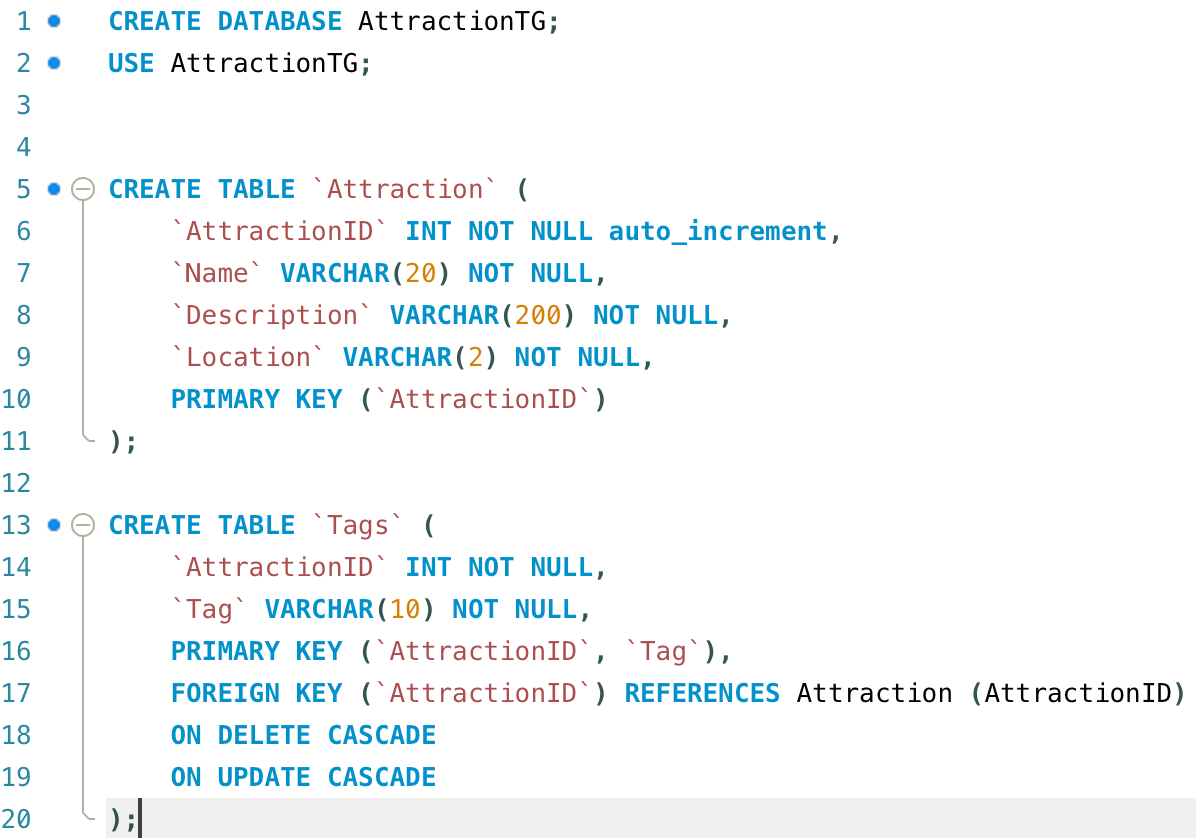 1 CREATE DATABASE AttractionTG;
2 USE AttractionTG;
3
4
5 CREATE TABLE `Attraction` (
6 `AttractionID` INT NOT NULL auto_increment,
7 `Name` VARCHAR(20) NOT NULL,
8 `Description` VARCHAR(200) NOT NULL,
9 `Location` VARCHAR(2) NOT NULL,
10 PRIMARY KEY (`AttractionID`)
11 );
12
13 CREATE TABLE `Tags` (
14 `AttractionID` INT NOT NULL,
15 `Tag` VARCHAR(10) NOT NULL,
16 PRIMARY KEY (`AttractionID`, `Tag`),
17 FOREIGN KEY (`AttractionID`) REFERENCES Attraction (AttractionID)
18 ON DELETE CASCADE
19 ON UPDATE CASCADE
20 );